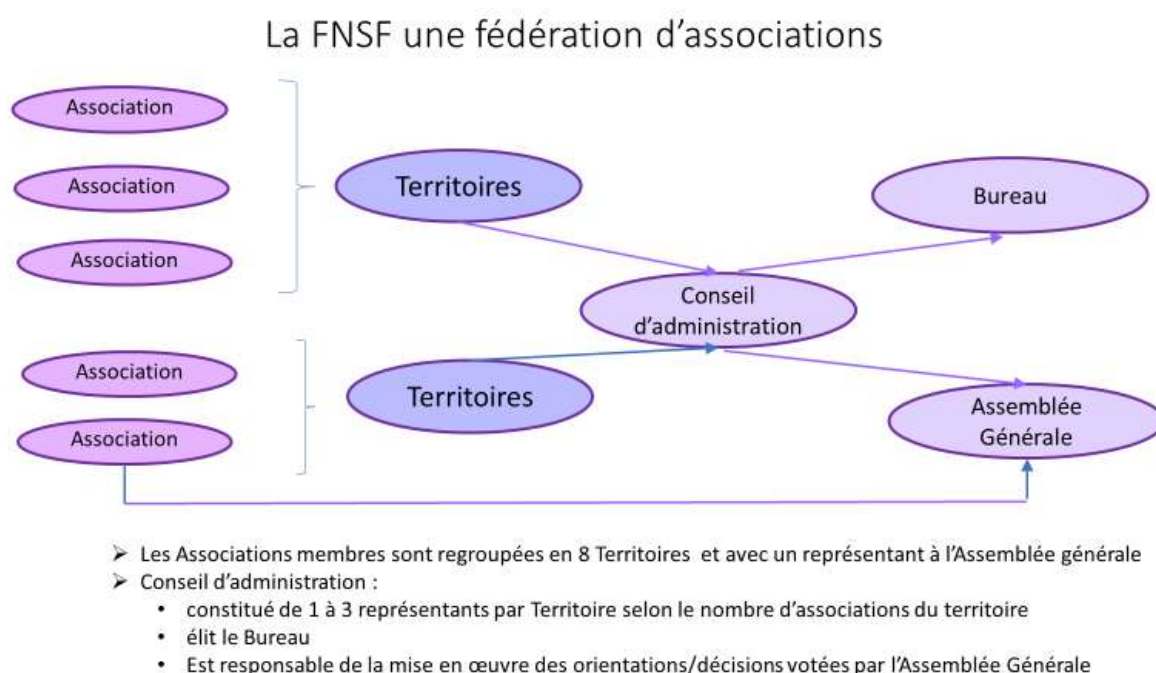 La FNSF une fédération d'associations
Association
Association
Association
Association
Association
Territoires
Territoires
Conseil
d'administration
Bureau
Assemblée
Générale
➢ Les Associations membres sont regroupées en 8 Territoires et avec un représentant à l'Assemblée générale
➢ Conseil d'administration :
• constitué de 1 à 3 représentants par Territoire selon le nombre d'associations du territoire
• élit le Bureau
• Est responsable de la mise en œuvre des orientations/décisions votées par l'Assemblée Générale